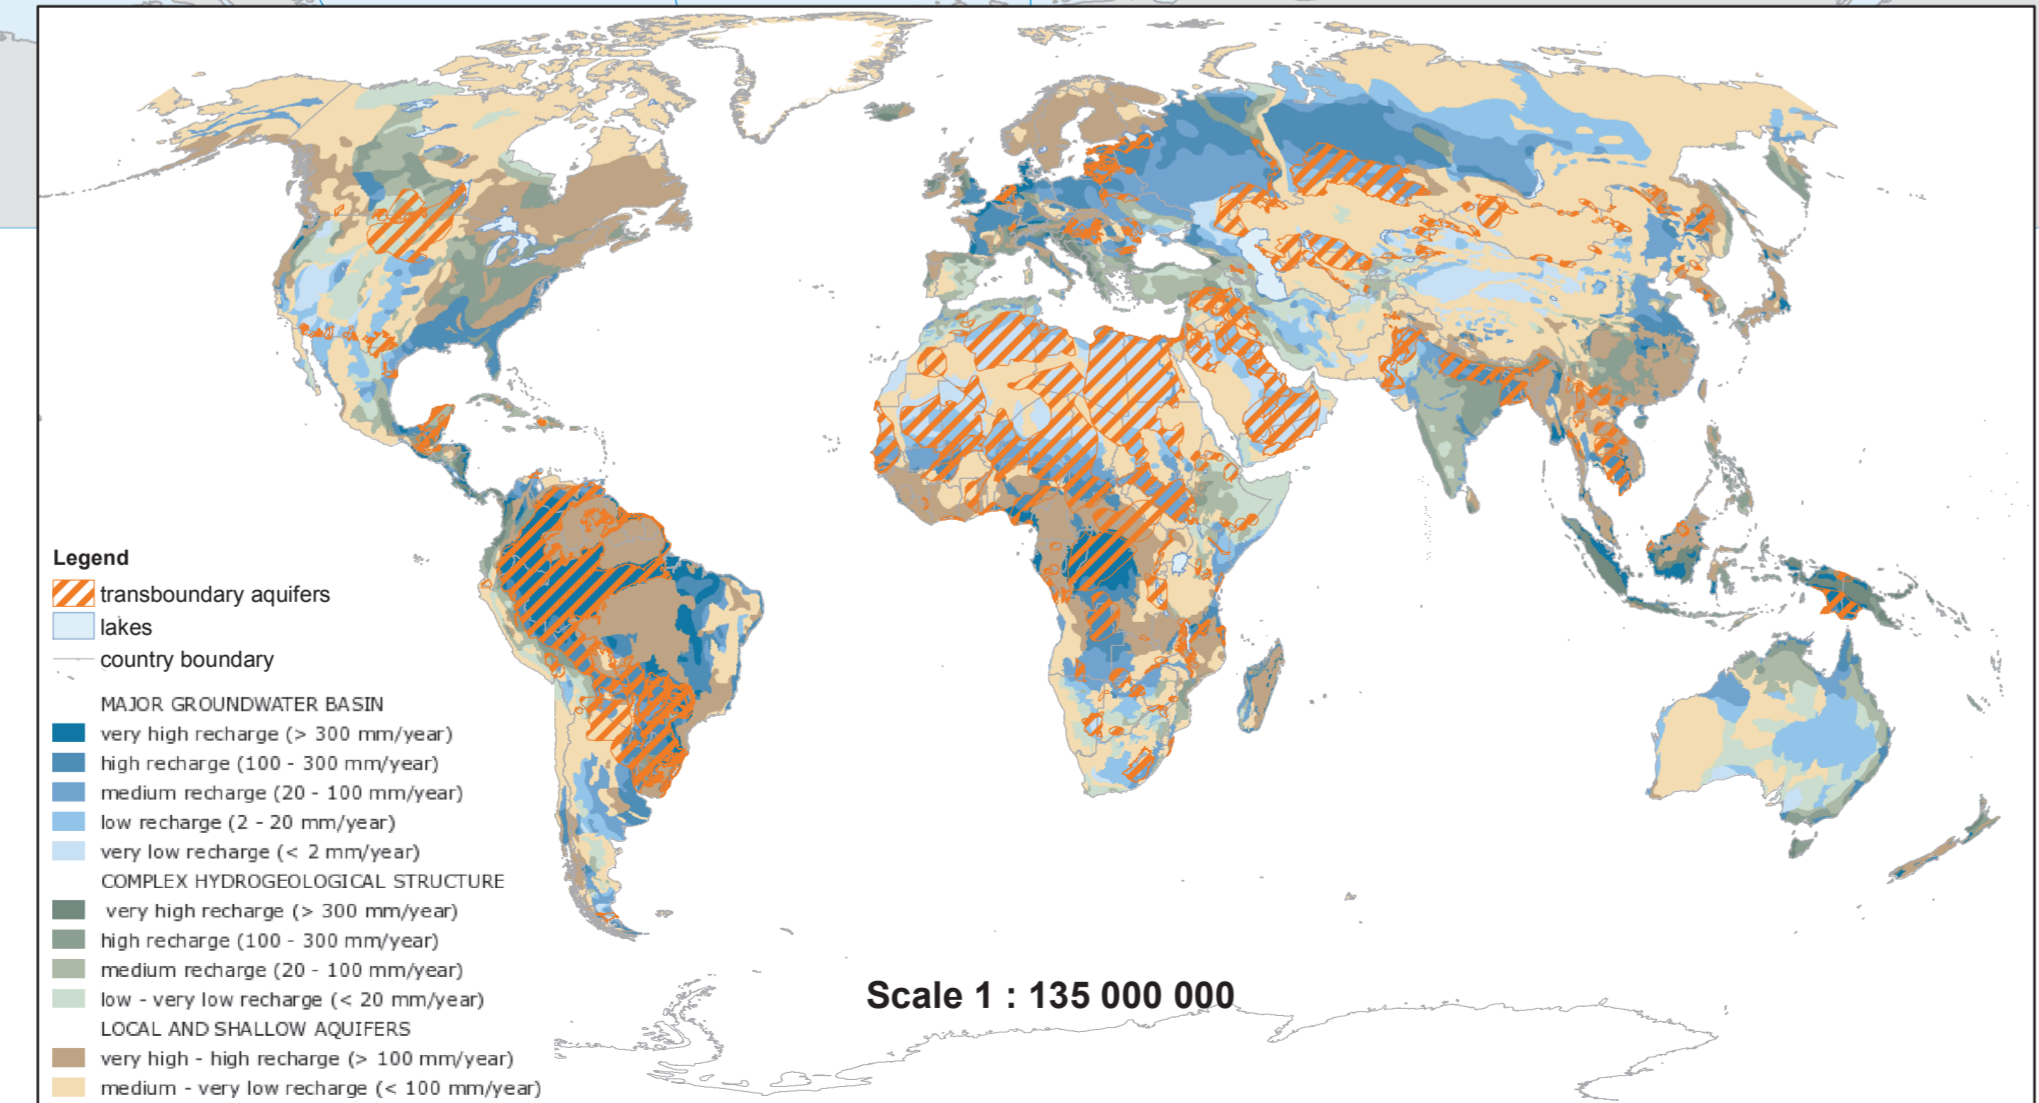 Legend
transboundary aquifers
lakes
country boundary
MAJOR GROUNDWATER BASIN
very high recharge (> 300 mm/year)
high recharge (100 - 300 mm/year)
medium recharge (20 - 100 mm/year)
low recharge (2 - 20 mm/year)
very low recharge (< 2 mm/year)
COMPLEX HYDROGEOLOGICAL STRUCTURE
very high recharge (> 300 mm/year)
high recharge (100 - 300 mm/year)
medium recharge (20 - 100 mm/year)
low - very low recharge (< 20 mm/year)
LOCAL AND SHALLOW AQUIFERS
very high - high recharge (> 100 mm/year)
medium - very low recharge (< 100 mm/year)
Scale 1 : 135 000 000